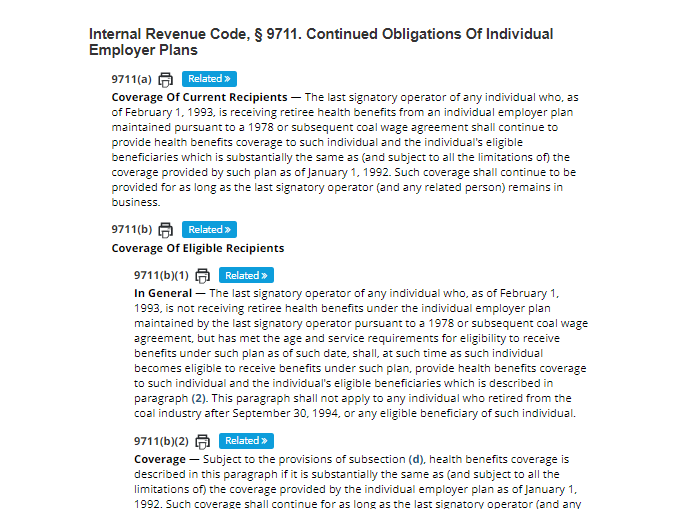 Internal Revenue Code, § 9711. Continued Obligations Of Individual
Employer Plans
9711(a) Related »
Coverage Of Current Recipients — The last signatory operator of any individual who, as
of February 1, 1993, is receiving retiree health benefits from an individual employer plan
maintained pursuant to a 1978 or subsequent coal wage agreement shall continue to
provide health benefits coverage to such individual and the individual's eligible
beneficiaries which is substantially the same as (and subject to all the limitations of) the
coverage provided by such plan as of January 1, 1992. Such coverage shall continue to be
provided for as long as the last signatory operator (and any related person) remains in
business.
9711(b) Related »
Coverage Of Eligible Recipients
9711(b)(1) Related »
In General — The last signatory operator of any individual who, as of February 1,
1993, is not receiving retiree health benefits under the individual employer plan
maintained by the last signatory operator pursuant to a 1978 or subsequent coal wage
agreement, but has met the age and service requirements for eligibility to receive
benefits under such plan as of such date, shall, at such time as such individual
becomes eligible to receive benefits under such plan, provide health benefits coverage
to such individual and the individual's eligible beneficiaries which is described in
paragraph (2). This paragraph shall not apply to any individual who retired from the
coal industry after September 30, 1994, or any eligible beneficiary of such individual.
9711(b)(2) Related »
Coverage — Subject to the provisions of subsection (d), health benefits coverage is
described in this paragraph if it is substantially the same as (and subject to all the
limitations of) the coverage provided by the individual employer plan as of January 1,
1992. Such coverage shall continue for as long as the last signatory operator (and any